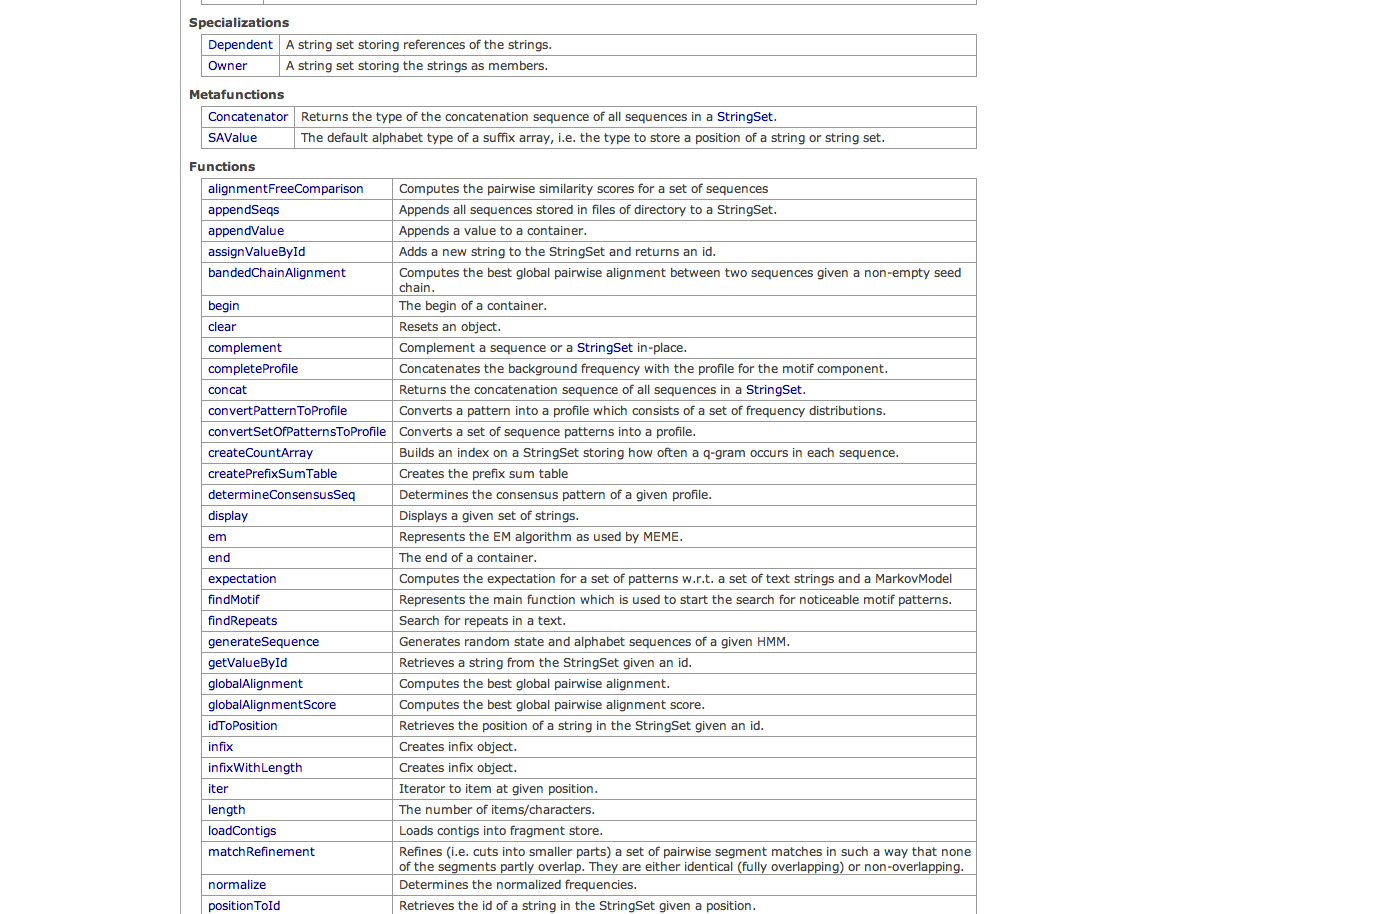 Specializations
Dependent A string set storing references of the strings.
Owner A string set storing the strings as members.
Metafunctions
Concatenator Returns the type of the concatenation sequence of all sequences in a StringSet.
SAValue The default alphabet type of a suffix array, i.e. the type to store a position of a string or string set.
Functions
alignmentFreeComparison Computes the pairwise similarity scores for a set of sequences
appendSeqs Appends all sequences stored in files of directory to a StringSet.
appendValue Appends a value to a container.
assignValueById Adds a new string to the StringSet and returns an id.
bandedChainAlignment Computes the best global pairwise alignment between two sequences given a non-empty seed
chain.
begin The begin of a container.
clear Resets an object.
complement Complement a sequence or a StringSet in-place.
completeProfile Concatenates the background frequency with the profile for the motif component.
concat Returns the concatenation sequence of all sequences in a StringSet.
convertPatternToProfile Converts a pattern into a profile which consists of a set of frequency distributions.
convertSetOfPatternsToProfile Converts a set of sequence patterns into a profile.
createCountArray Builds an index on a StringSet storing how often a q-gram occurs in each sequence.
createPrefixSumTable Creates the prefix sum table
determineConsensusSeq Determines the consensus pattern of a given profile.
display Displays a given set of strings.
em Represents the EM algorithm as used by MEME.
end The end of a container.
expectation Computes the expectation for a set of patterns w.r.t. a set of text strings and a MarkovModel
findMotif Represents the main function which is used to start the search for noticeable motif patterns.
findRepeats Search for repeats in a text.
generateSequence Generates random state and alphabet sequences of a given HMM.
getValueById Retrieves a string from the StringSet given an id.
globalAlignment Computes the best global pairwise alignment.
globalAlignmentScore Computes the best global pairwise alignment score.
idToPosition Retrieves the position of a string in the StringSet given an id.
infix Creates infix object.
infixWithLength Creates infix object.
iter Iterator to item at given position.
length The number of items/characters.
loadContigs Loads contigs into fragment store.
matchRefinement Refines (i.e. cuts into smaller parts) a set of pairwise segment matches in such a way that none
of the segments partly overlap. They are either identical (fully overlapping) or non-overlapping.
normalize Determines the normalized frequencies.
positionToId Retrieves the id of a string in the StringSet given a position.